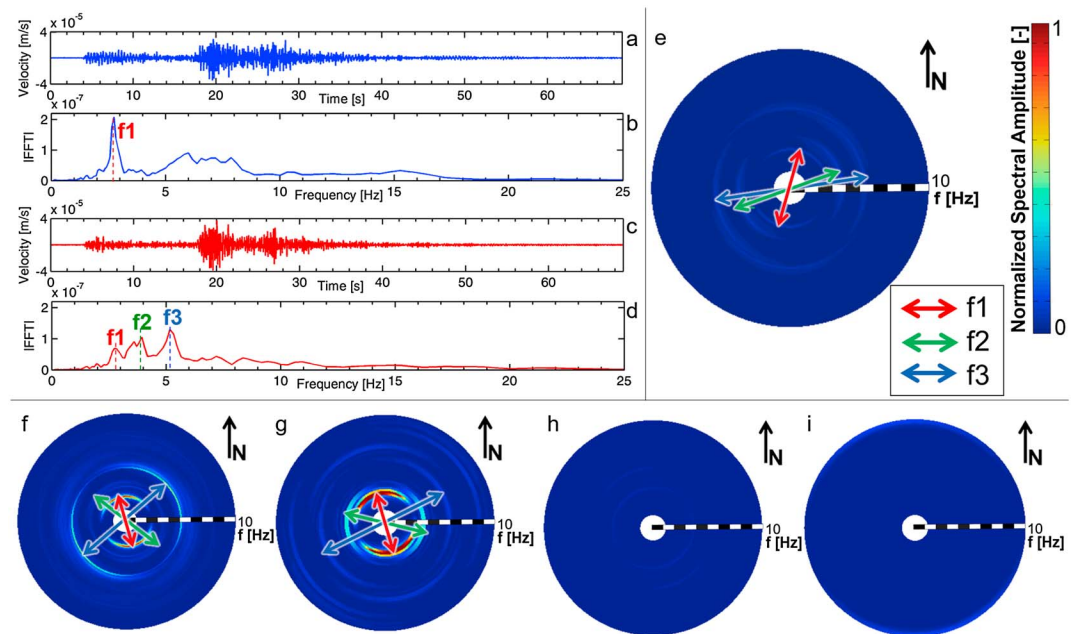 x 10-5
4
-4
Velocity [m/s]
0 10 20 30 40 50 60
Time [s]
a
x 10-7
2
1
0
IFFTI
f1
0 5 10 15 20 25
Frequency [Hz]
b
x 10-5
4
-4
Velocity [m/s]
0 10 20 30 40 50 60
Time [s]
c
x 10-7
2
1
0
IFFTI
f1 f2 f3
0 5 10 15 20 25
Frequency [Hz]
d
e
N
10
f [Hz]
Normalized Spectral Amplitude [-]
1
0
f1
f2
f3
f
N
10
f [Hz]
g
N
10
f [Hz]
h
N
10
f [Hz]
i
N
10
f [Hz]